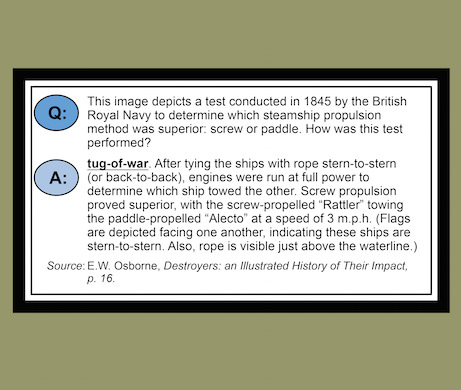 Q:
This image depicts a test conducted in 1845 by the British
Royal Navy to determine which steamship propulsion
method was superior: screw or paddle. How was this test
performed?
A:
tug-of-war. After tying the ships with rope stern-to-stern
(or back-to-back), engines were run at full power to
determine which ship towed the other. Screw propulsion
proved superior, with the screw-propelled “Rattler” towing
the paddle-propelled “Alecto” at a speed of 3 m.p.h. (Flags
are depicted facing one another, indicating these ships are
stern-to-stern. Also, rope is visible just above the waterline.)
Source: E.W. Osborne, Destroyers: an Illustrated History of Their Impact,
p. 16.